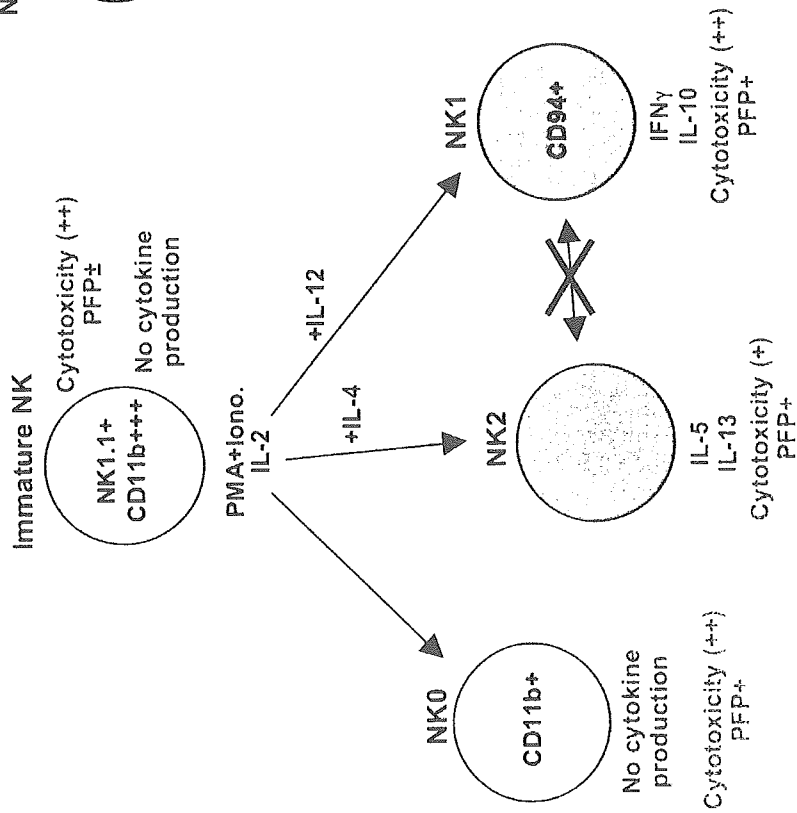 Immature NK
NK1.1+
CD11b+++
Cytotoxicity (++)
PFP±
No cytokine
production
PMA+Iono.
IL-2
+IL-4
+IL-12
NK0
CD11b+
No cytokine
production
Cytotoxicity (++)
PFP+
NK2
IL-5
IL-13
Cytotoxicity (+)
PFP+
NK1
CD94+
IFNγ
IL-10
Cytotoxicity (++)
PFP+